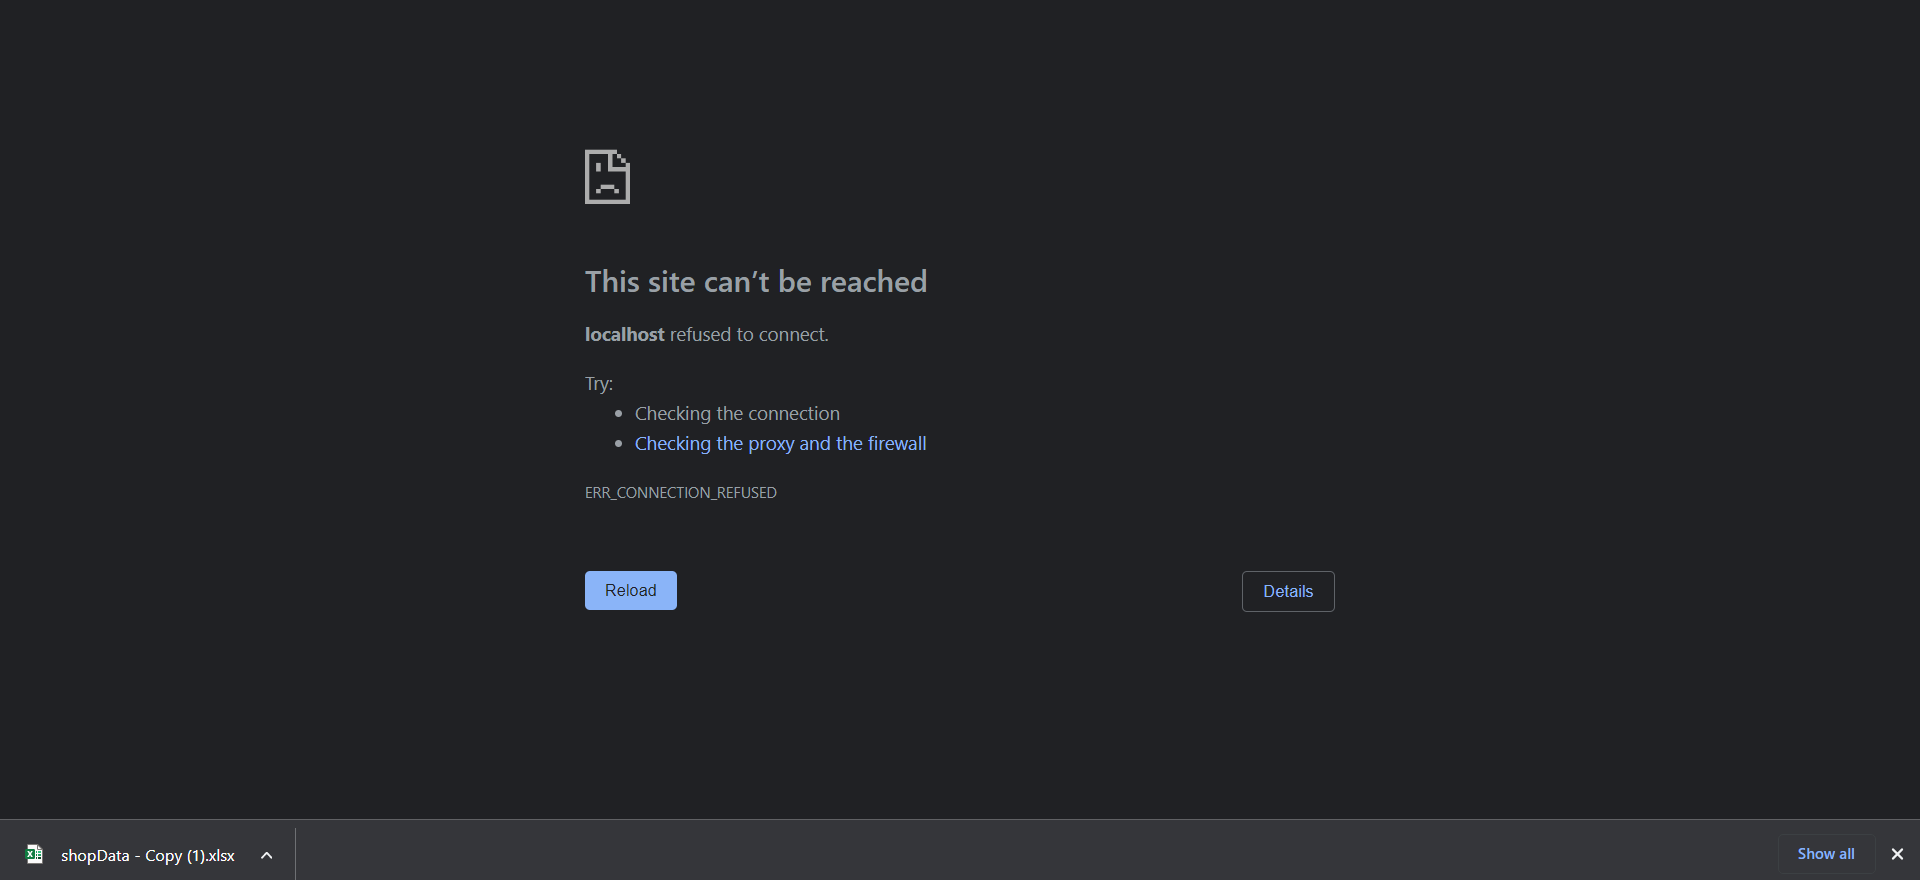 This site can’t be reached
localhost refused to connect.
Try:
Checking the connection
Checking the proxy and the firewall
ERR_CONNECTION_REFUSED
Reload
Details
shopData - Copy (1).xlsx
Show all